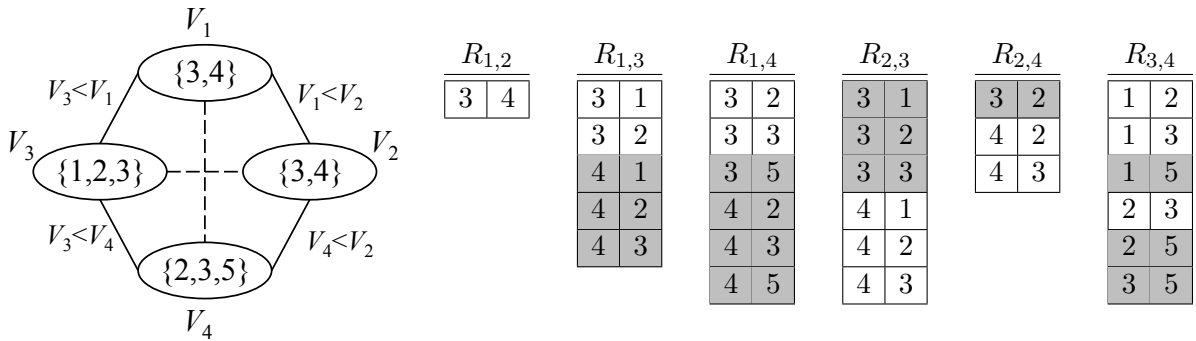 V1
{3,4}
V3<V1
V1<V2
V3
{1,2,3}
{3,4}
V2
V3<V4
V4<V2
{2,3,5}
V4
R1,2 R1,3 R1,4 R2,3 R2,4 R3,4
3 4 3 1 3 2 3 1 3 2 1 2
3 2 3 3 3 2 4 2 1 3
4 1 3 5 3 3 4 3 1 5
4 2 4 2 4 1 2 3
4 3 4 3 4 2 2 5
4 5 4 3 3 5